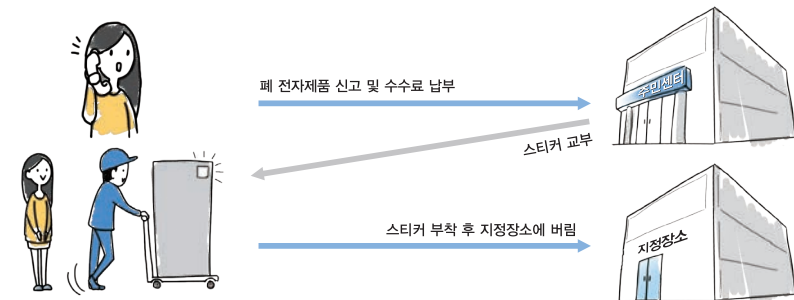 폐 전자제품 신고 및 수수료 납부
주민센터
스티커 교부
스티커 부착 후 지정장소에 버림
지정장소